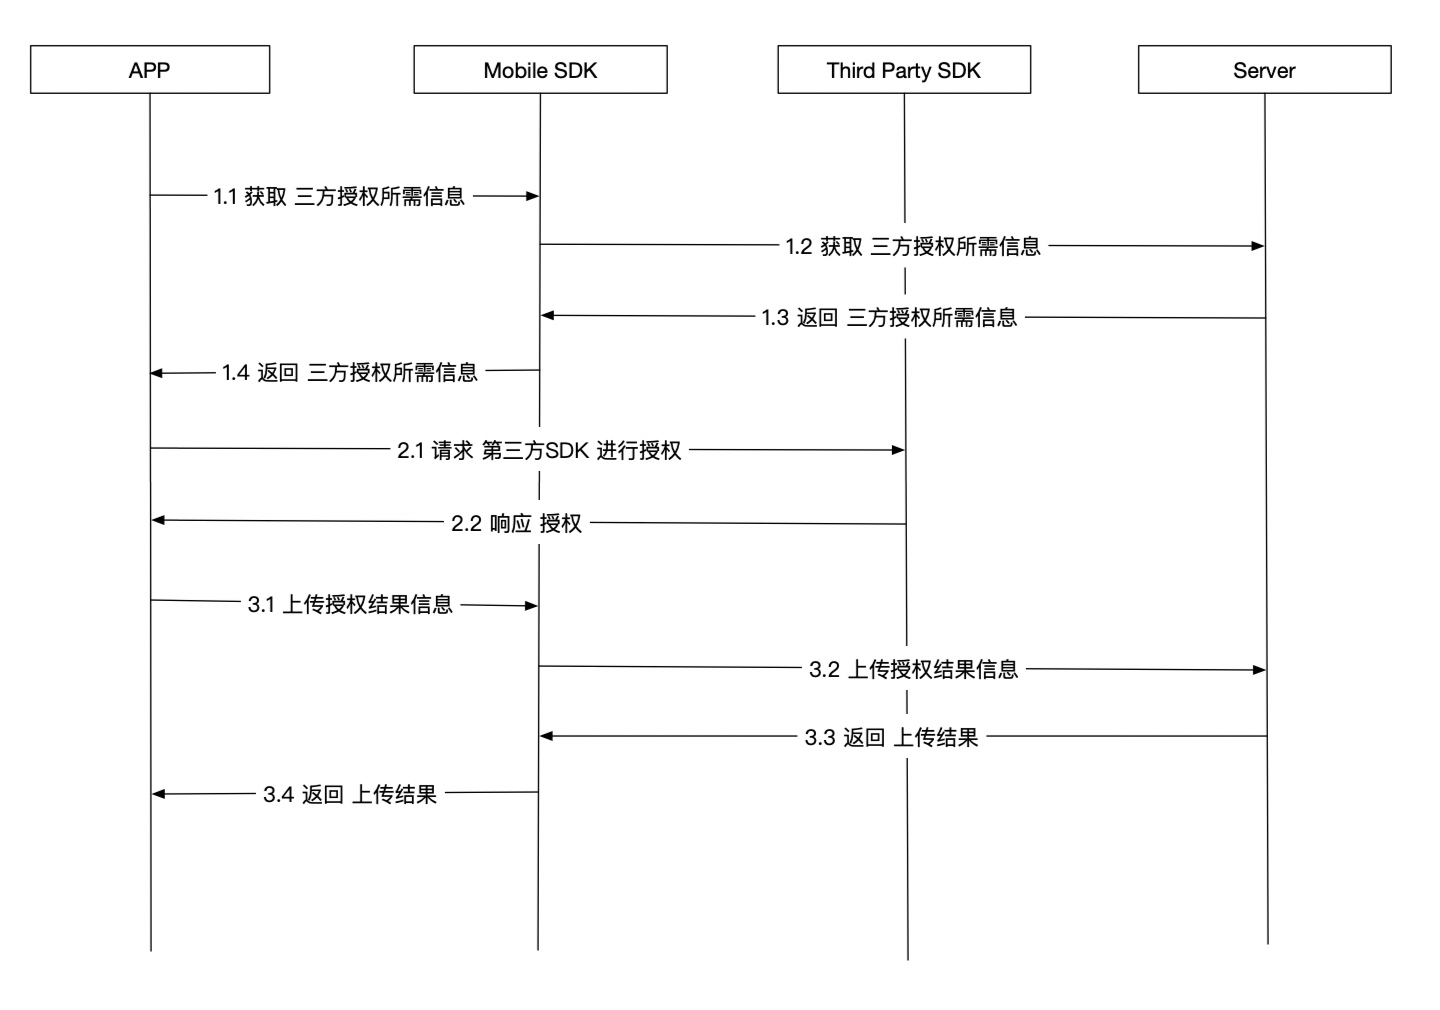 APP
Mobile SDK
Third Party SDK
Server
1.1 获取 三方授权所需信息
1.2 获取 三方授权所需信息
1.3 返回 三方授权所需信息
1.4 返回 三方授权所需信息
2.1 请求 第三方SDK 进行授权
2.2 响应 授权
3.1 上传授权结果信息
3.2 上传授权结果信息
3.3 返回 上传结果
3.4 返回 上传结果